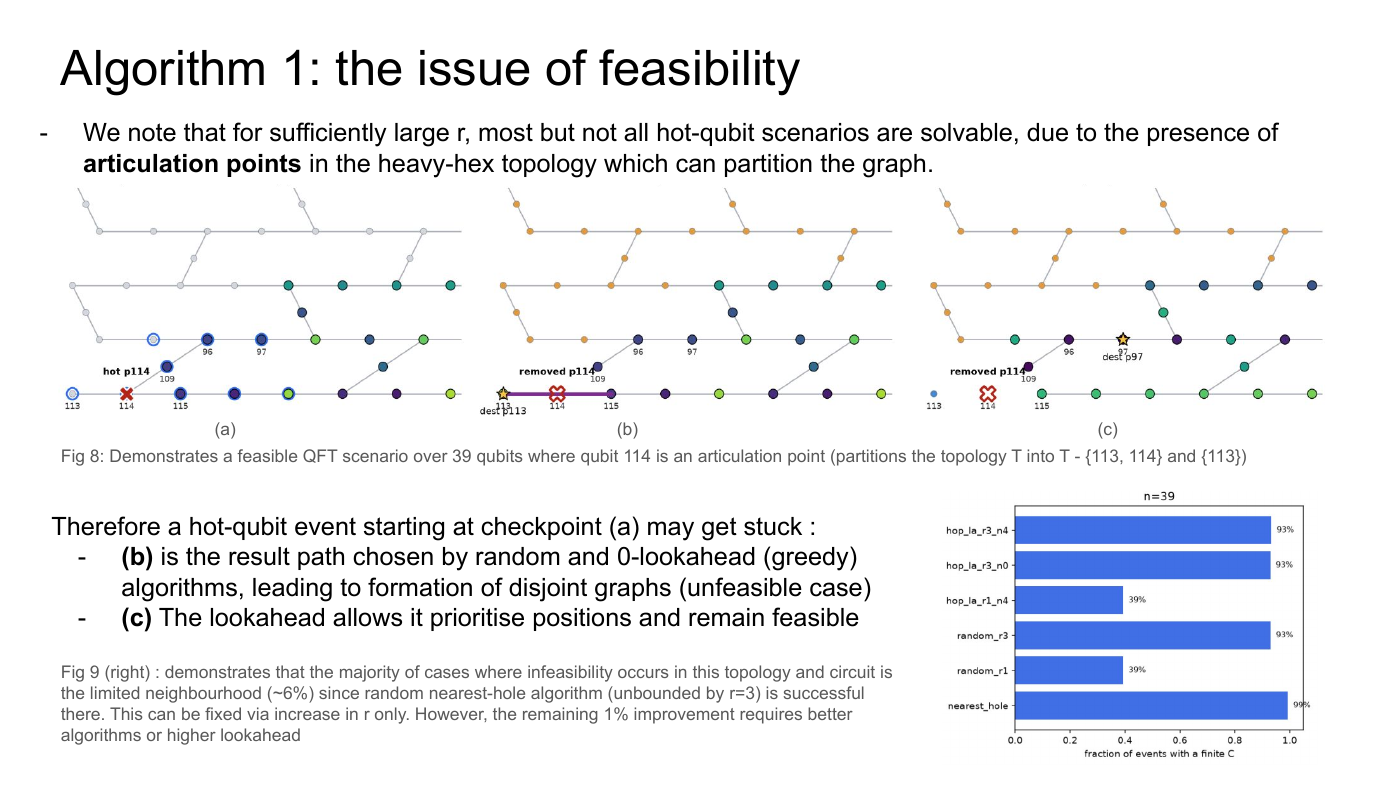 Algorithm 1: the issue of feasibility
- We note that for sufficiently large r, most but not all hot-qubit scenarios are solvable, due to the presence of
articulation points in the heavy-hex topology which can partition the graph.
96
97
hot p114
109
113
114
115
(a)
96
97
removed p114
109
113
dest p113
114
115
(b)
96
97
dest p97
removed p114
109
113
114
115
(c)
Fig 8: Demonstrates a feasible QFT scenario over 39 qubits where qubit 114 is an articulation point (partitions the topology T into T - {113, 114} and {113})
Therefore a hot-qubit event starting at checkpoint (a) may get stuck :
- (b) is the result path chosen by random and 0-lookahead (greedy)
algorithms, leading to formation of disjoint graphs (unfeasible case)
- (c) The lookahead allows it prioritise positions and remain feasible
Fig 9 (right) : demonstrates that the majority of cases where infeasibility occurs in this topology and circuit is
the limited neighbourhood (~6%) since random nearest-hole algorithm (unbounded by r=3) is successful
there. This can be fixed via increase in r only. However, the remaining 1% improvement requires better
algorithms or higher lookahead
n=39
hop_la_r3_n4 93%
hop_la_r3_n0 93%
hop_la_r1_n4 39%
random_r3 93%
random_r1 39%
nearest_hole 99%
0.0 0.2 0.4 0.6 0.8 1.0
fraction of events with a finite C